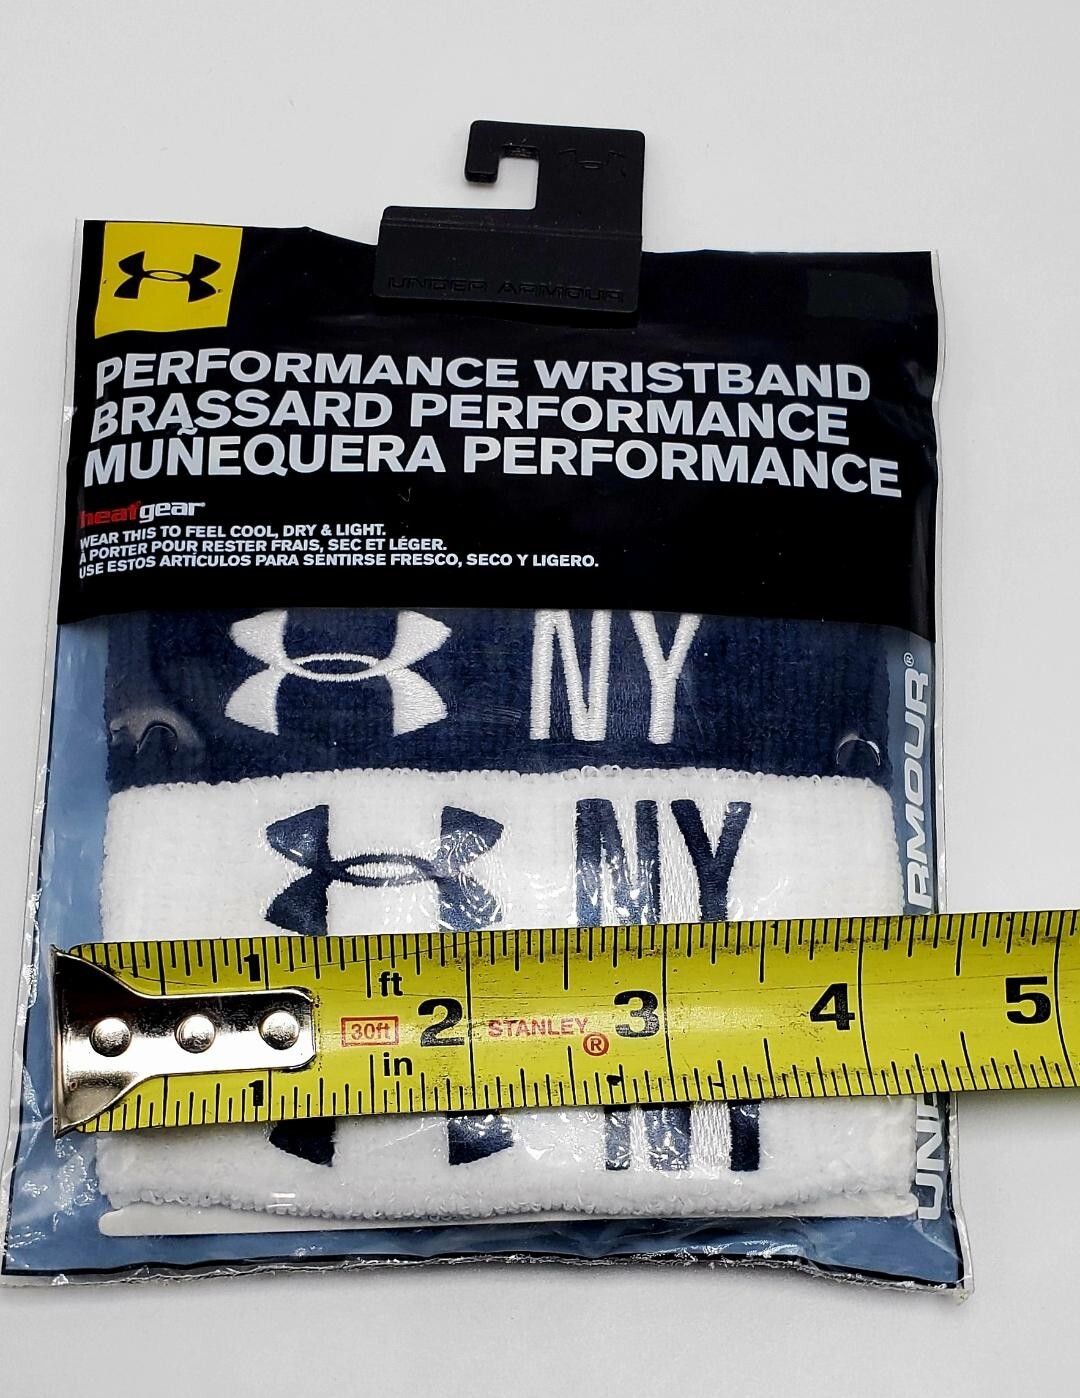 UNDER ARMOUR
PERFORMANCE WRISTBAND
BRASSARD PERFORMANCE
MUÑEQUERA PERFORMANCE
heatgear®
WEAR THIS TO FEEL COOL, DRY & LIGHT.
À PORTER POUR RESTER FRAIS, SEC ET LÉGER.
USE ESTOS ARTÍCULOS PARA SENTIRSE FRESCO, SECO Y LIGERO.
NY
NY
UNDER ARMOUR®
1 ft 2 3 4 5
30ft STANLEY®
in
1